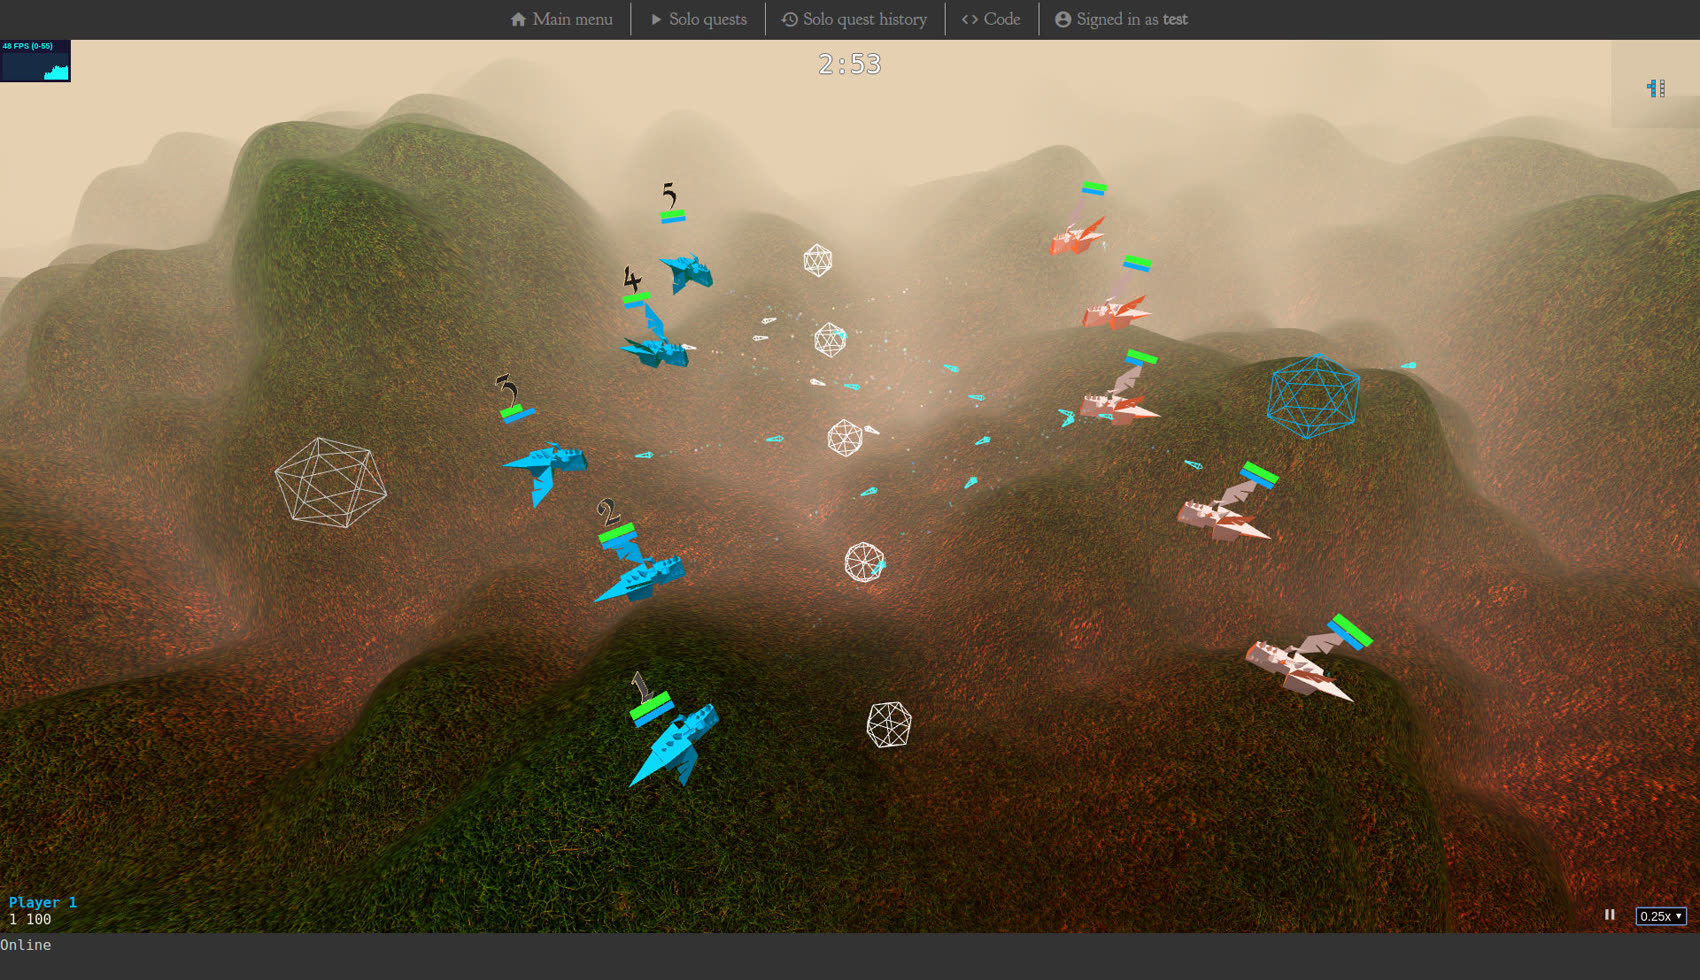 Main menu
Solo quests
Solo quest history
Code
Signed in as test
48 FPS (0-55)
2:53
5
4
3
2
1
Player 1
1 100
0.25x
Online